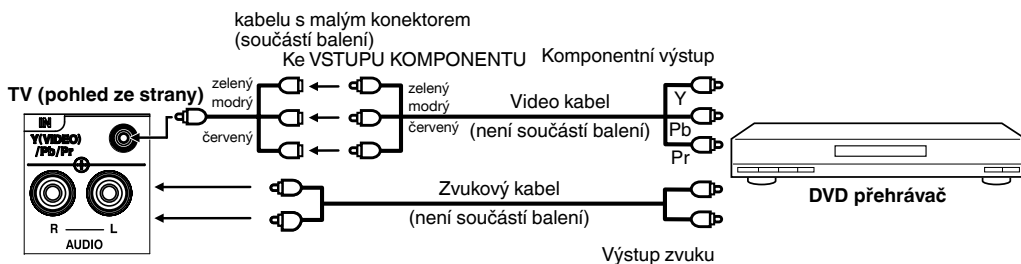 kabelu s malým konektorem
(součástí balení)
Ke VSTUPU KOMPONENTU
Komponentní výstup
TV (pohled ze strany)
zelený
modrý
červený
zelený
modrý
červený
Video kabel
(není součástí balení)
Y
Pb
Pr
IN
Y(VIDEO)
/Pb/Pr
R
L
AUDIO
Zvukový kabel
(není součástí balení)
DVD přehrávač
Výstup zvuku